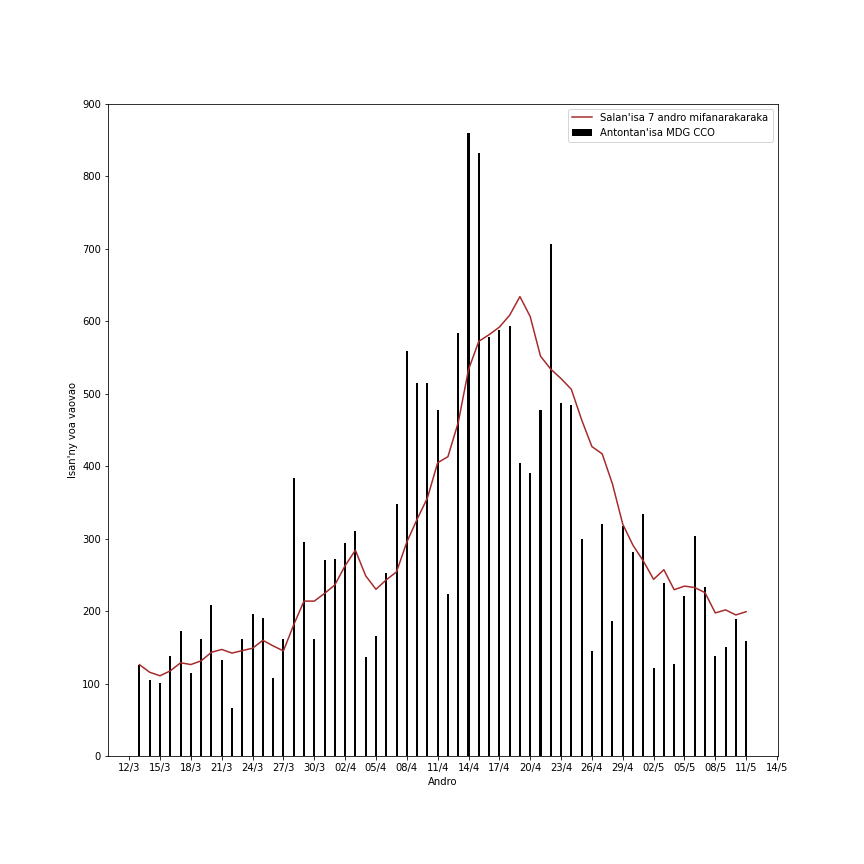 900
800
700
600
500
400
300
200
100
0
Isan'ny voa vaovao
Salan'isa 7 andro mifanarakaraka
Antontan'isa MDG CCO
12/3 15/3 18/3 21/3 24/3 27/3 30/3 02/4 05/4 08/4 11/4 14/4 17/4 20/4 23/4 26/4 29/4 02/5 05/5 08/5 11/5 14/5
Andro